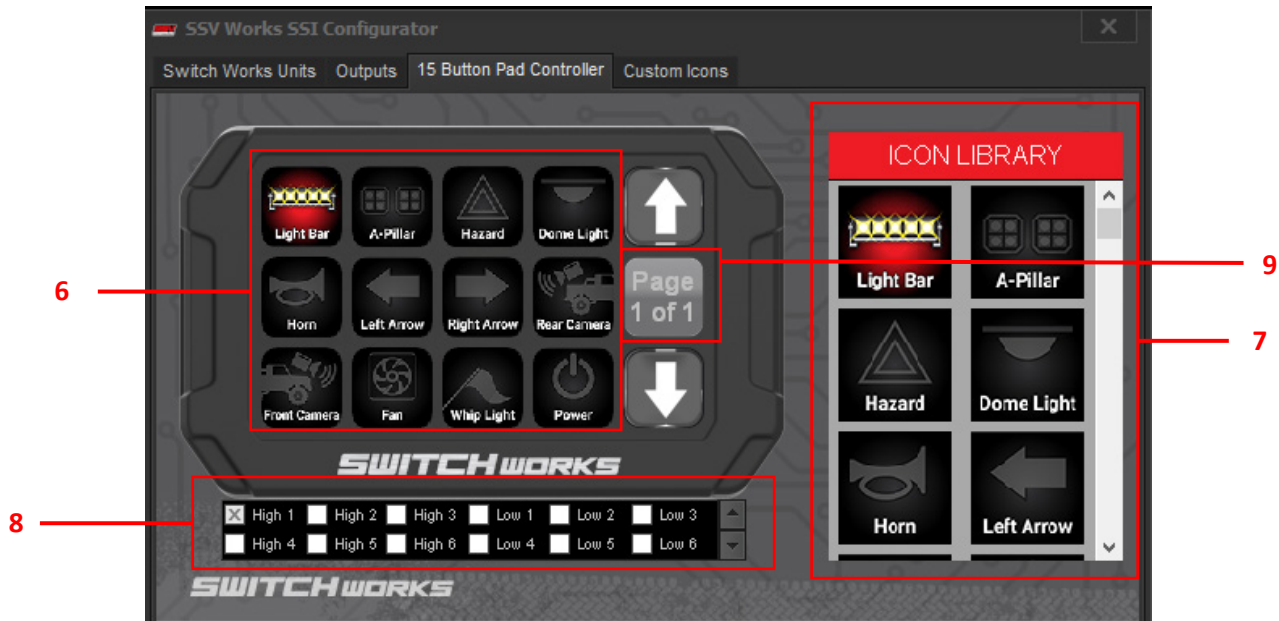 SSV Works SSI Configurator
Switch Works Units Outputs 15 Button Pad Controller Custom Icons
ICON LIBRARY
Light Bar A-Pillar Hazard Dome Light
Horn Left Arrow Right Arrow Rear Camera
Page
1 of 1
Front Camera Fan Whip Light Power
SWITCH WORKS
High 1 High 2 High 3 Low 1 Low 2 Low 3
High 4 High 5 High 6 Low 4 Low 5 Low 6
SWITCH WORKS
Light Bar A-Pillar
Hazard Dome Light
Horn Left Arrow
6
7
8
9